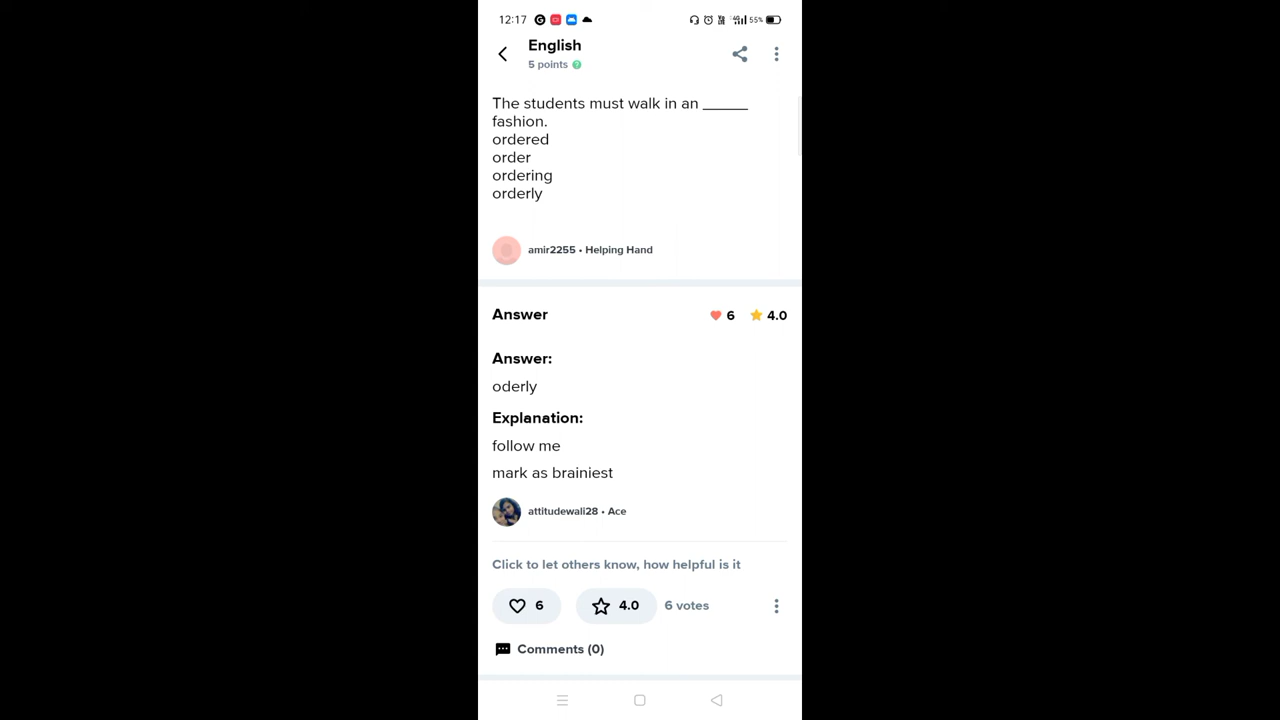 12:17
55%
English
5 points
The students must walk in an ______
fashion.
ordered
order
ordering
orderly
amir2255 • Helping Hand
Answer 6 4.0
Answer:
oderly
Explanation:
follow me
mark as brainiest
attitudewali28 • Ace
Click to let others know, how helpful is it
6 4.0 6 votes
Comments (0)